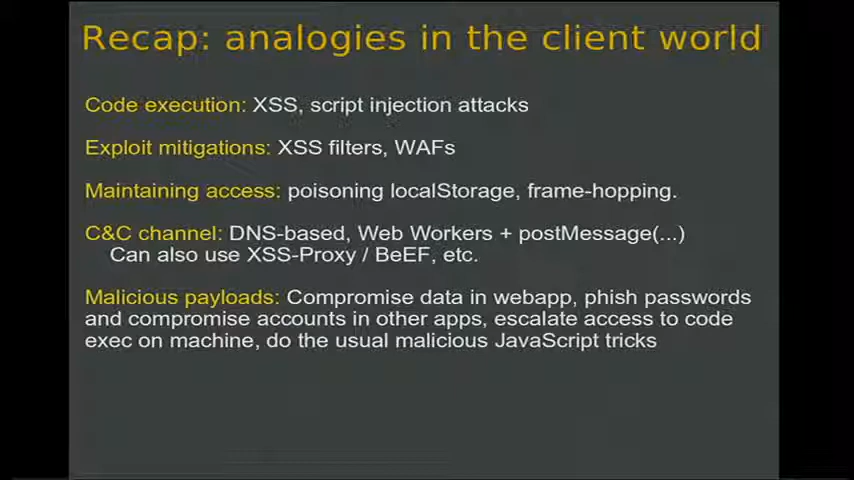 Recap: analogies in the client world
Code execution: XSS, script injection attacks
Exploit mitigations: XSS filters, WAFs
Maintaining access: poisoning localStorage, frame-hopping.
C&C channel: DNS-based, Web Workers + postMessage(...)
Can also use XSS-Proxy / BeEF, etc.
Malicious payloads: Compromise data in webapp, phish passwords
and compromise accounts in other apps, escalate access to code
exec on machine, do the usual malicious JavaScript tricks